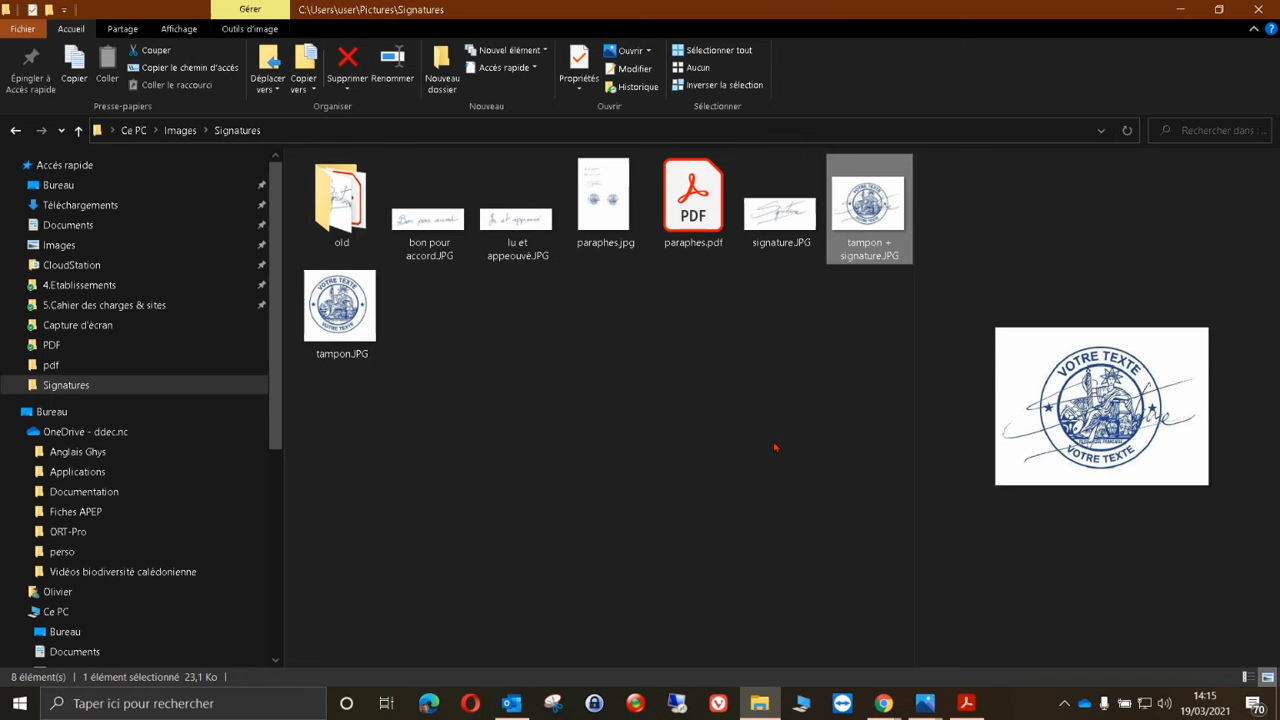 Gérer
C:\Users\user\Pictures\Signatures
Fichier
Accueil
Partage
Affichage
Outils d'image
Épingler à
Accès rapide
Copier
Coller
Couper
Copier le chemin d'accès
Coller le raccourci
Presse-papiers
Déplacer
vers
Copier
vers
Supprimer
Renommer
Organiser
Nouveau
dossier
Nouvel élément
Accès rapide
Nouveau
Propriétés
Ouvrir
Modifier
Historique
Ouvrir
Sélectionner tout
Aucun
Inverser la sélection
Sélectionner
Ce PC
Images
Signatures
Rechercher dans : ...
Accès rapide
Bureau
Téléchargements
Documents
Images
CloudStation
4.Etablissements
5.Cahier des charges & sites
Capture d'écran
PDF
pdf
Signatures
Bureau
OneDrive - ddec.nc
Anglais Ghys
Applications
Documentation
Fiches APEP
ORT-Pro
perso
Vidéos biodiversité calédonienne
Olivier
Ce PC
Bureau
Documents
old
Bon pour accord
bon pour
accord.JPG
lu et
appeouvé.JPG
paraphes.jpg
PDF
paraphes.pdf
Signature
signature.JPG
VOTRE TEXTE
tampon +
signature.JPG
VOTRE TEXTE
VOTRE TEXTE
tampon.JPG
VOTRE TEXTE
VOTRE TEXTE
8 élément(s)
1 élément sélectionné 23,1 Ko
Taper ici pour rechercher
14:15
19/03/2021
70